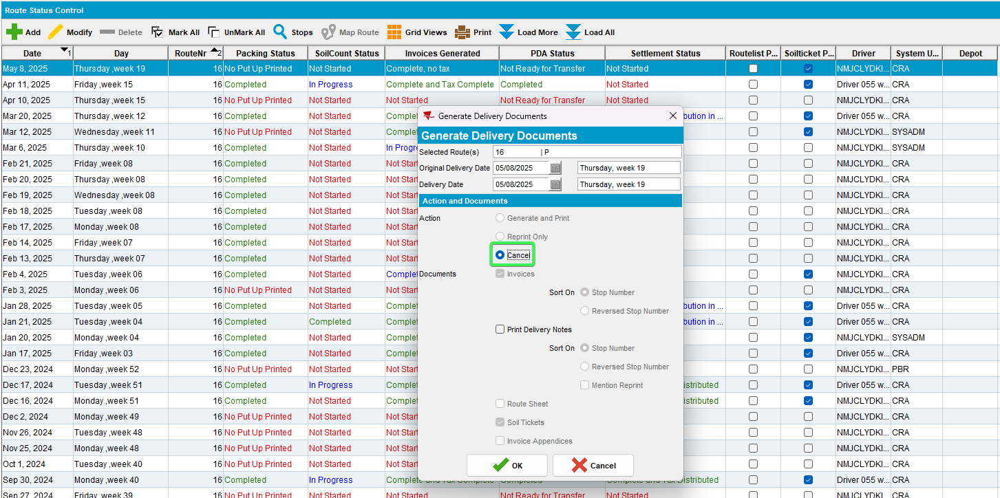 Route Status Control
Add Modify Delete Mark All UnMark All Stops Map Route Grid Views Print Load More Load All
Date 1 Day RouteNr 2 Packing Status SoilCount Status Invoices Generated PDA Status Settlement Status Routelist P... Soilticket P... Driver System U... Depot
May 8, 2025 Thursday ,week 19 16 No Put Up Printed Not Started Complete, no tax Not Ready for Transfer Not Started NMJCLYDKI... CRA
Apr 11, 2025 Friday ,week 15 16 Completed In Progress Complete and Tax Complete Completed Not Started Driver 055 w... CRA
Apr 10, 2025 Thursday ,week 15 16 No Put Up Printed Not Started Not Started Not Ready for Transfer Not Started NMJCLYDKI... CRA
Mar 20, 2025 Thursday ,week 12 16 Completed Not Started bution in ... Driver 055 w... CRA
Mar 12, 2025 Wednesday ,week 11 16 No Put Up Printed Not Started NMJCLYDKI... SYSADM
Mar 6, 2025 Thursday ,week 10 16 Completed Not Started In Progre NMJCLYDKI... SYSADM
Feb 21, 2025 Friday ,week 08 16 Completed Not Started Not Start NMJCLYDKI... CRA
Feb 20, 2025 Thursday ,week 08 16 Completed Not Started Not Start NMJCLYDKI... CRA
Feb 19, 2025 Wednesday ,week 08 16 Completed Not Started Not Start NMJCLYDKI... CRA
Feb 18, 2025 Tuesday ,week 08 16 Completed Not Started Not Start NMJCLYDKI... CRA
Feb 17, 2025 Monday ,week 08 16 Completed Not Started Not Start NMJCLYDKI... CRA
Feb 14, 2025 Friday ,week 07 16 Completed Not Started Not Start NMJCLYDKI... CRA
Feb 13, 2025 Thursday ,week 07 16 Completed Not Started Not Start NMJCLYDKI... CRA
Feb 4, 2025 Tuesday ,week 06 16 Completed Not Started Complet NMJCLYDKI... CRA
Feb 3, 2025 Monday ,week 06 16 No Put Up Printed Not Started Not Start NMJCLYDKI... CRA
Jan 28, 2025 Tuesday ,week 05 16 Completed Not Started Complet bution in ... Driver 055 w... CRA
Jan 21, 2025 Tuesday ,week 04 16 Completed Completed Complet bution in ... Driver 055 w... CRA
Jan 20, 2025 Monday ,week 04 16 Completed Not Started Complet NMJCLYDKI... SYSADM
Jan 17, 2025 Friday ,week 03 16 Completed Not Started Complet Driver 055 w... CRA
Dec 23, 2024 Monday ,week 52 16 No Put Up Printed Not Started Not Start NMJCLYDKI... PBR
Dec 17, 2024 Tuesday ,week 51 16 Completed In Progress Complet istributed Driver 055 w... CRA
Dec 16, 2024 Monday ,week 51 16 Completed Not Started Complet istributed Driver 055 w... CRA
Dec 2, 2024 Monday ,week 49 16 No Put Up Printed Not Started Not Start NMJCLYDKI... CRA
Nov 26, 2024 Tuesday ,week 48 16 No Put Up Printed Not Started Not Start NMJCLYDKI... CRA
Nov 25, 2024 Monday ,week 48 16 No Put Up Printed Not Started Not Start NMJCLYDKI... CRA
Oct 1, 2024 Tuesday ,week 40 16 Completed Not Started Not Start NMJCLYDKI... CRA
Sep 30, 2024 Monday ,week 40 16 Completed In Progress Complete and Tax Complete Completed Complete and Tax Distributed Driver 055 w... CRA
Sep 27, 2024 Friday ,week 39 16 No Put Up Printed Not Started Not Started Not Ready for Transfer Not Started NMJCLYDKI... CRA
Generate Delivery Documents
Generate Delivery Documents
Selected Route(s) 16 | P
Original Delivery Date 05/08/2025 16 Thursday, week 19
Delivery Date 05/08/2025 16 Thursday, week 19
Action and Documents
Action Generate and Print
Reprint Only
Cancel
Documents Invoices
Sort On Stop Number
Reversed Stop Number
Print Delivery Notes
Sort On Stop Number
Reversed Stop Number
Mention Reprint
Route Sheet
Soil Tickets
Invoice Appendices
OK Cancel